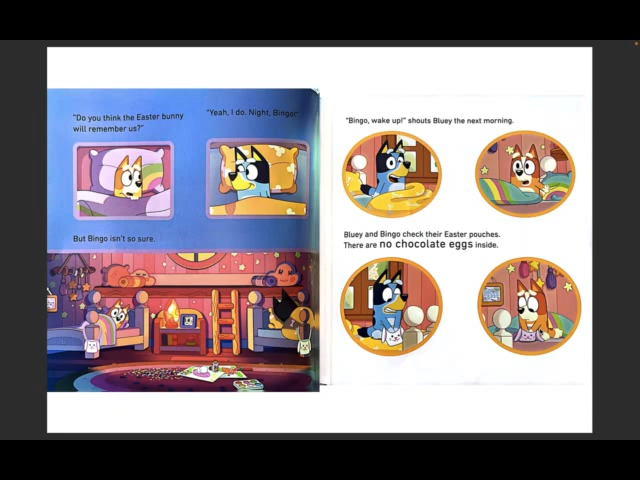 "Do you think the Easter bunny
will remember us?"
"Yeah, I do. Night, Bingo!"
But Bingo isn't so sure.
"Bingo, wake up!" shouts Bluey the next morning.
Bluey and Bingo check their Easter pouches.
There are no chocolate eggs inside.